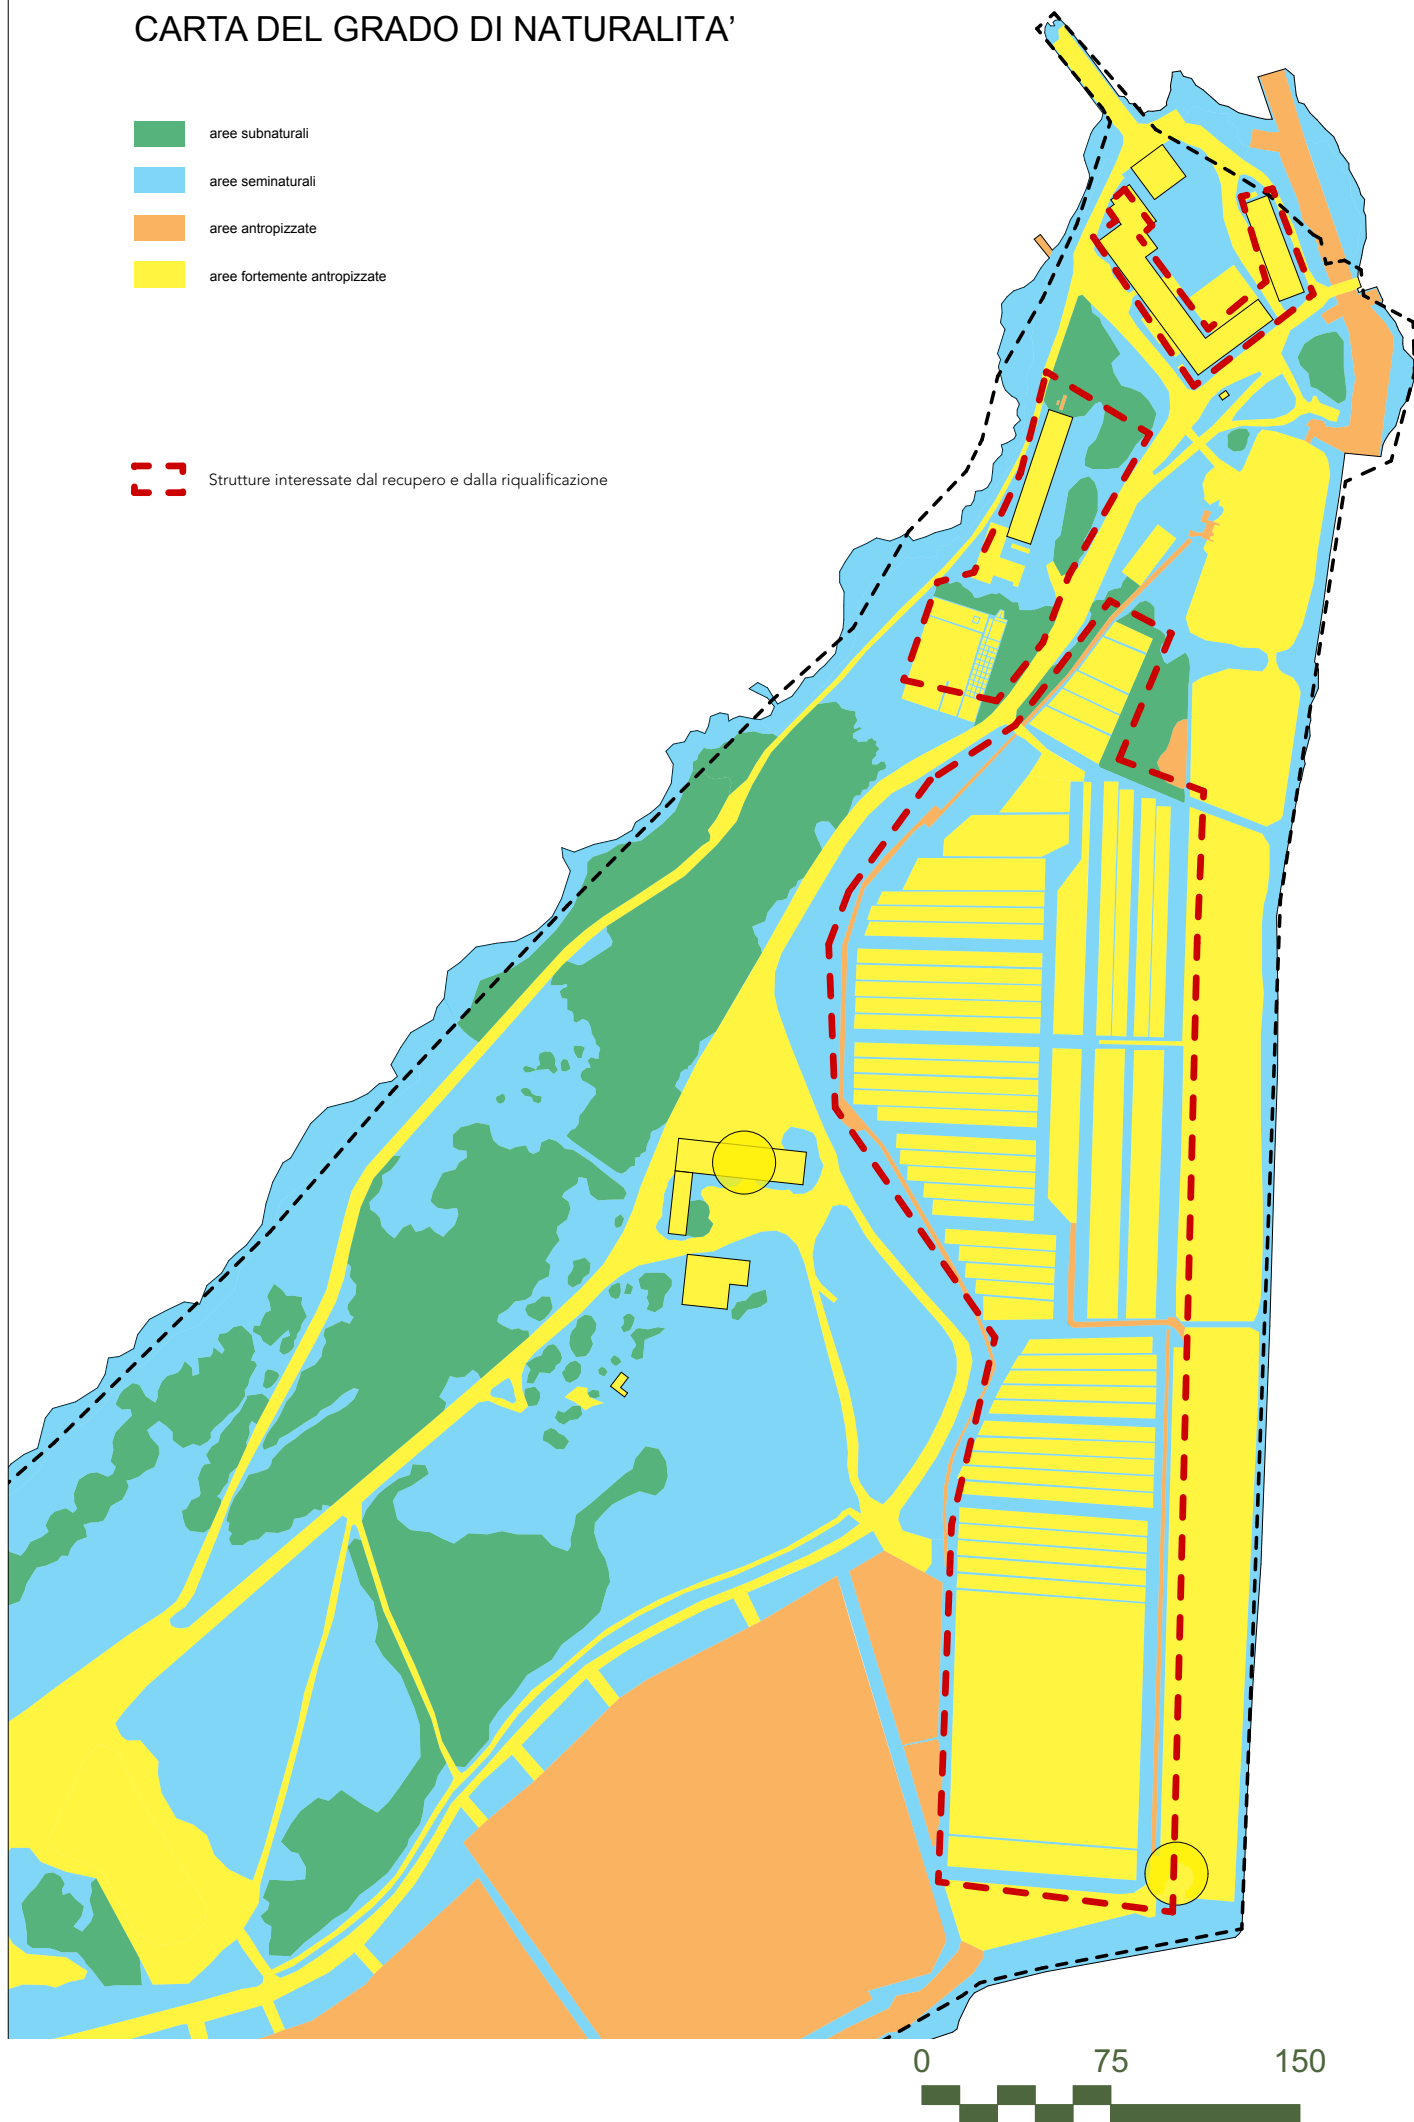 CARTA DEL GRADO DI NATURALITA’
aree subnaturali
aree seminaturali
aree antropizzate
aree fortemente antropizzate
Strutture interessate dal recupero e dalla riqualificazione
0 75 150